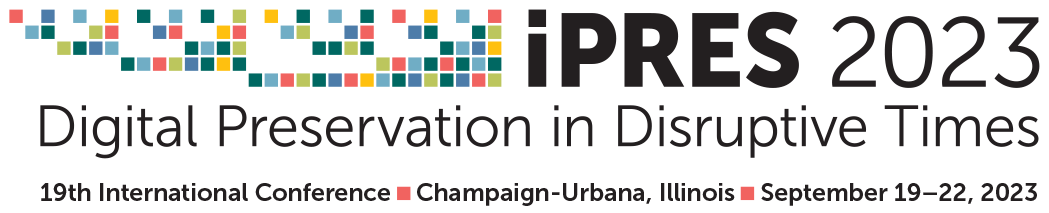 iPRES 2023
Digital Preservation in Disruptive Times
19th International Conference ■ Champaign-Urbana, Illinois ■ September 19–22, 2023